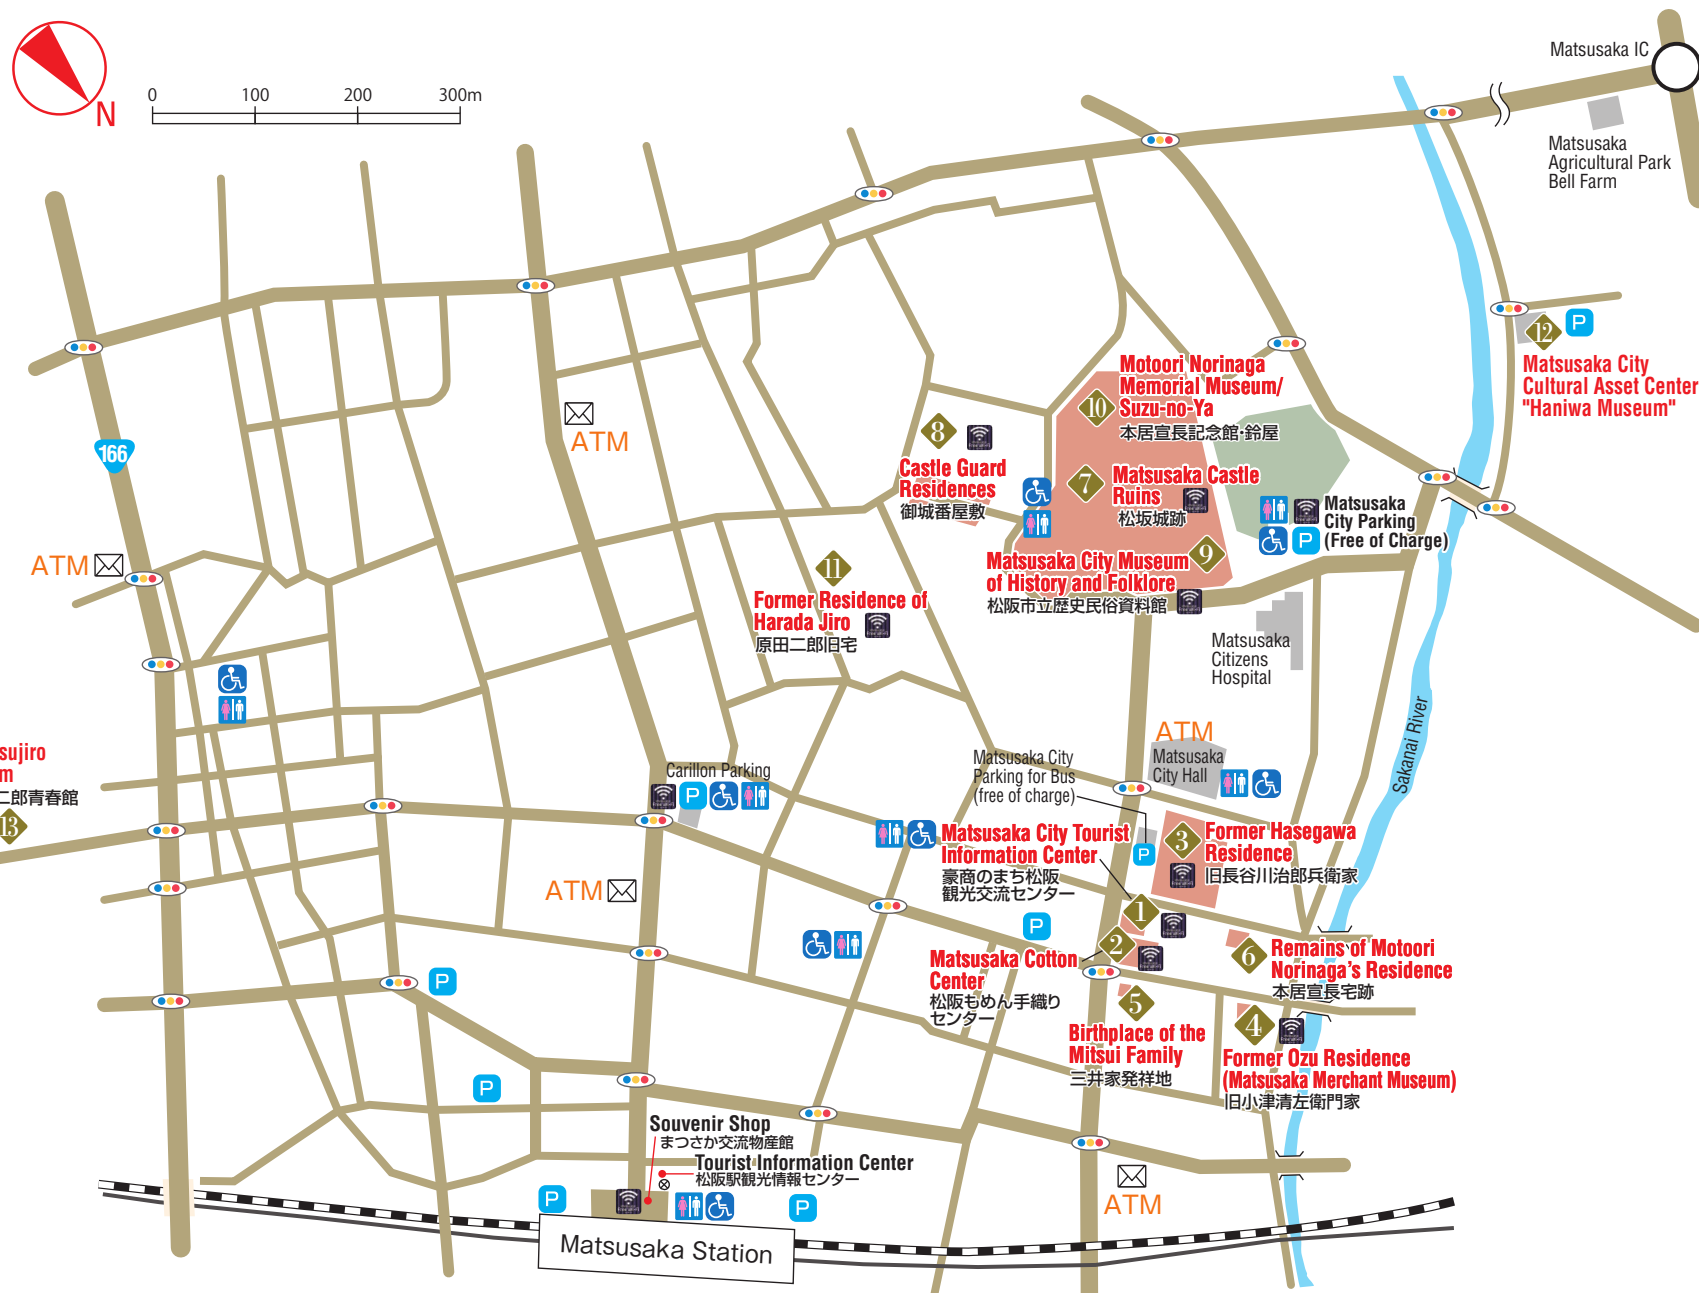 N
0 100 200 300m
Matsusaka IC
Matsusaka
Agricultural Park
Bell Farm
12
P
Matsusaka City
Cultural Asset Center
"Haniwa Museum"
Motoori Norinaga
Memorial Museum/
Suzu-no-Ya
本居宣長記念館・鈴屋
10
166
ATM
8
Castle Guard
Residences
御城番屋敷
7
Matsusaka Castle
Ruins
松坂城跡
Matsusaka
City Parking
(Free of Charge)
P
ATM
11
Former Residence of
Harada Jiro
原田二郎旧宅
9
Matsusaka City Museum
of History and Folklore
松阪市立歴史民俗資料館
Matsusaka
Citizens
Hospital
Sakanai River
ATM
Matsusaka
City Hall
sujiro
m
二郎青春館
13
Carillon Parking
P
Matsusaka City
Parking for Bus
(free of charge)
P
Matsusaka City Tourist
Information Center
豪商のまち松阪
観光交流センター
1
3
Former Hasegawa
Residence
旧長谷川治郎兵衛家
ATM
P
2
Matsusaka Cotton
Center
松阪もめん手織り
センター
6
Remains of Motoori
Norinaga's Residence
本居宣長宅跡
P
5
Birthplace of the
Mitsui Family
三井家発祥地
4
Former Ozu Residence
(Matsusaka Merchant Museum)
旧小津清左衛門家
P
Souvenir Shop
まつさか交流物産館
Tourist Information Center
松阪駅観光情報センター
P
P
ATM
Matsusaka Station